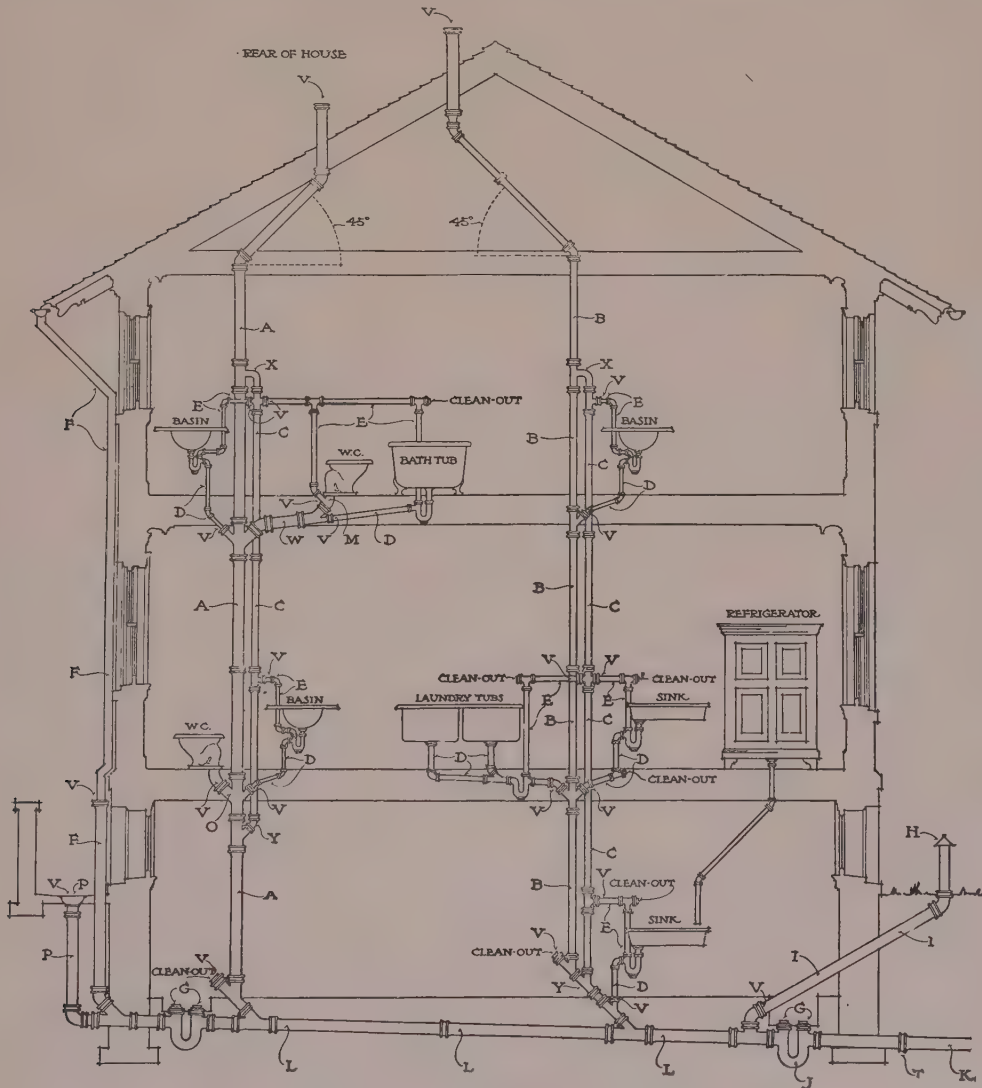 V
REAR OF HOUSE
V
45°
45°
A
B
X
X
V
E
V
E
CLEAN-OUT
F
BASIN
C
E
B
BASIN
W.C.
BATH TUB
C
D
V
V
W
V
M
D
D
V
A
C
B
C
REFRIGERATOR
F
V
E
CLEAN-OUT
V
V
CLEAN-OUT
E
E
BASIN
LAUNDRY TUBS
SINK
W.C.
E
B
C
D
D
D
CLEAN-OUT
V
V
O
V
Y
V
V
F
H
A
C
V
P
B
V
CLEAN-OUT
E
SINK
P
V
CLEAN-OUT
I
I
V
CLEAN-OUT
G
Y
D
V
V
G
L
L
L
J
T
K